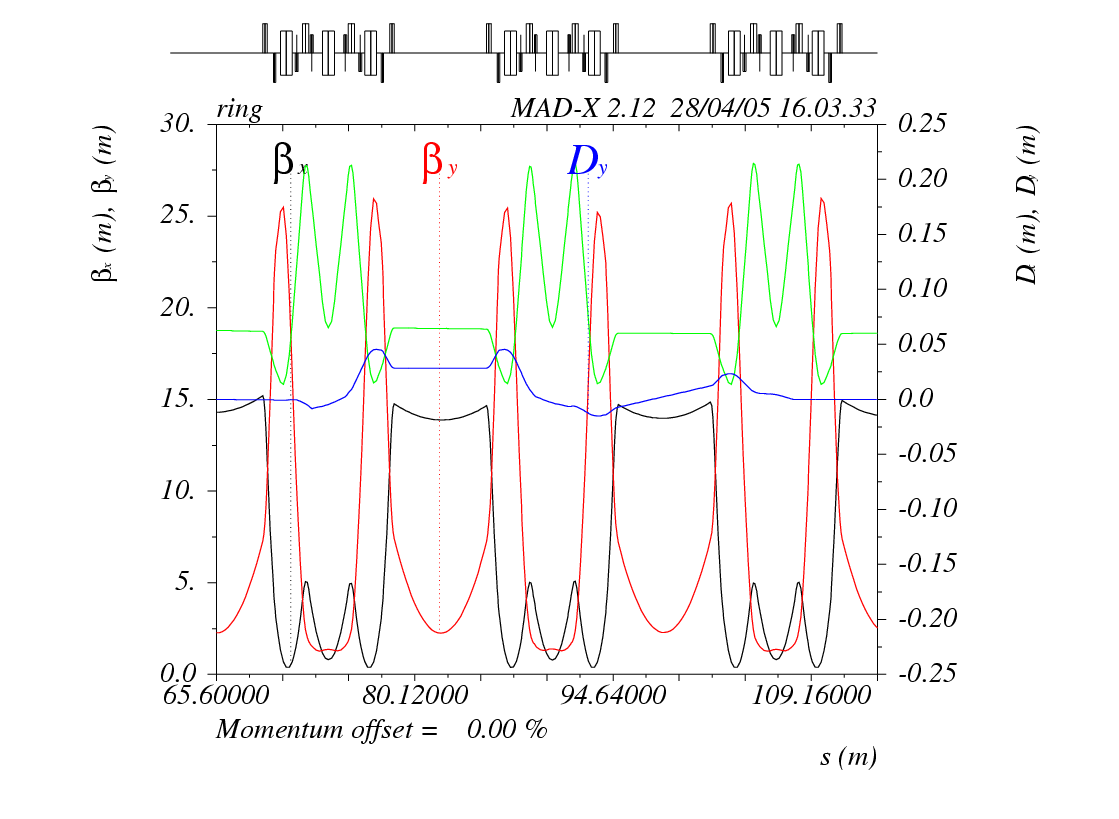 ring MAD-X 2.12 28/04/05 16.03.33
βx (m), βy (m)
30.
25.
20.
15.
10.
5.
0.0
βx βy Dy
0.25
0.20
0.15
0.10
0.05
0.0
-0.05
-0.10
-0.15
-0.20
-0.25
Dx (m), Dy (m)
65.60000 80.12000 94.64000 109.16000
Momentum offset = 0.00 %
s (m)